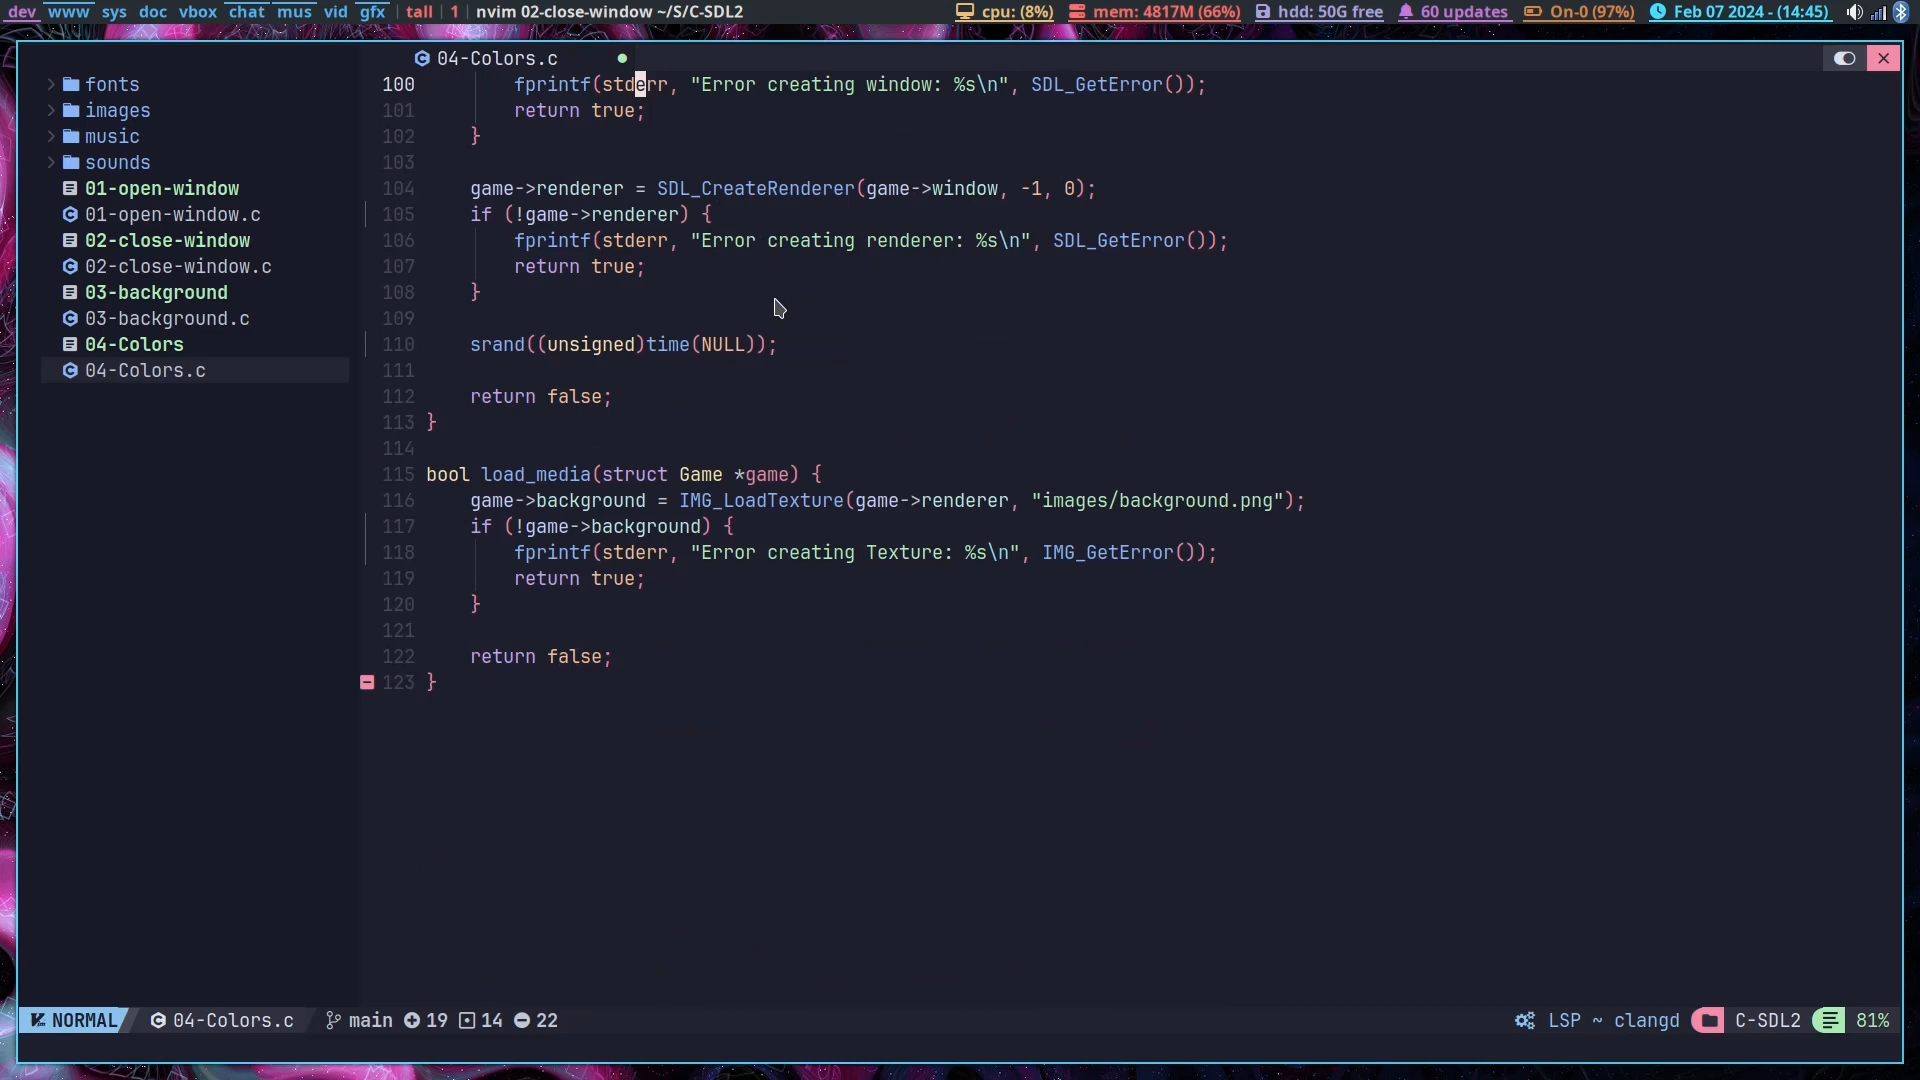 dev www sys doc vbox chat mus vid gfx | tall | 1 | nvim 02-close-window ~/S/C-SDL2 cpu: (8%) mem: 4817M (66%) hdd: 50G free 60 updates On-0 (97%) Feb 07 2024 - (14:45)
04-Colors.c
fonts
images
music
sounds
01-open-window
01-open-window.c
02-close-window
02-close-window.c
03-background
03-background.c
04-Colors
04-Colors.c
100 fprintf(stderr, "Error creating window: %s\n", SDL_GetError());
101 return true;
102 }
103
104 game->renderer = SDL_CreateRenderer(game->window, -1, 0);
105 if (!game->renderer) {
106 fprintf(stderr, "Error creating renderer: %s\n", SDL_GetError());
107 return true;
108 }
109
110 srand((unsigned)time(NULL));
111
112 return false;
113 }
114
115 bool load_media(struct Game *game) {
116 game->background = IMG_LoadTexture(game->renderer, "images/background.png");
117 if (!game->background) {
118 fprintf(stderr, "Error creating Texture: %s\n", IMG_GetError());
119 return true;
120 }
121
122 return false;
123 }
NORMAL 04-Colors.c main 19 14 22 LSP ~ clangd C-SDL2 81%